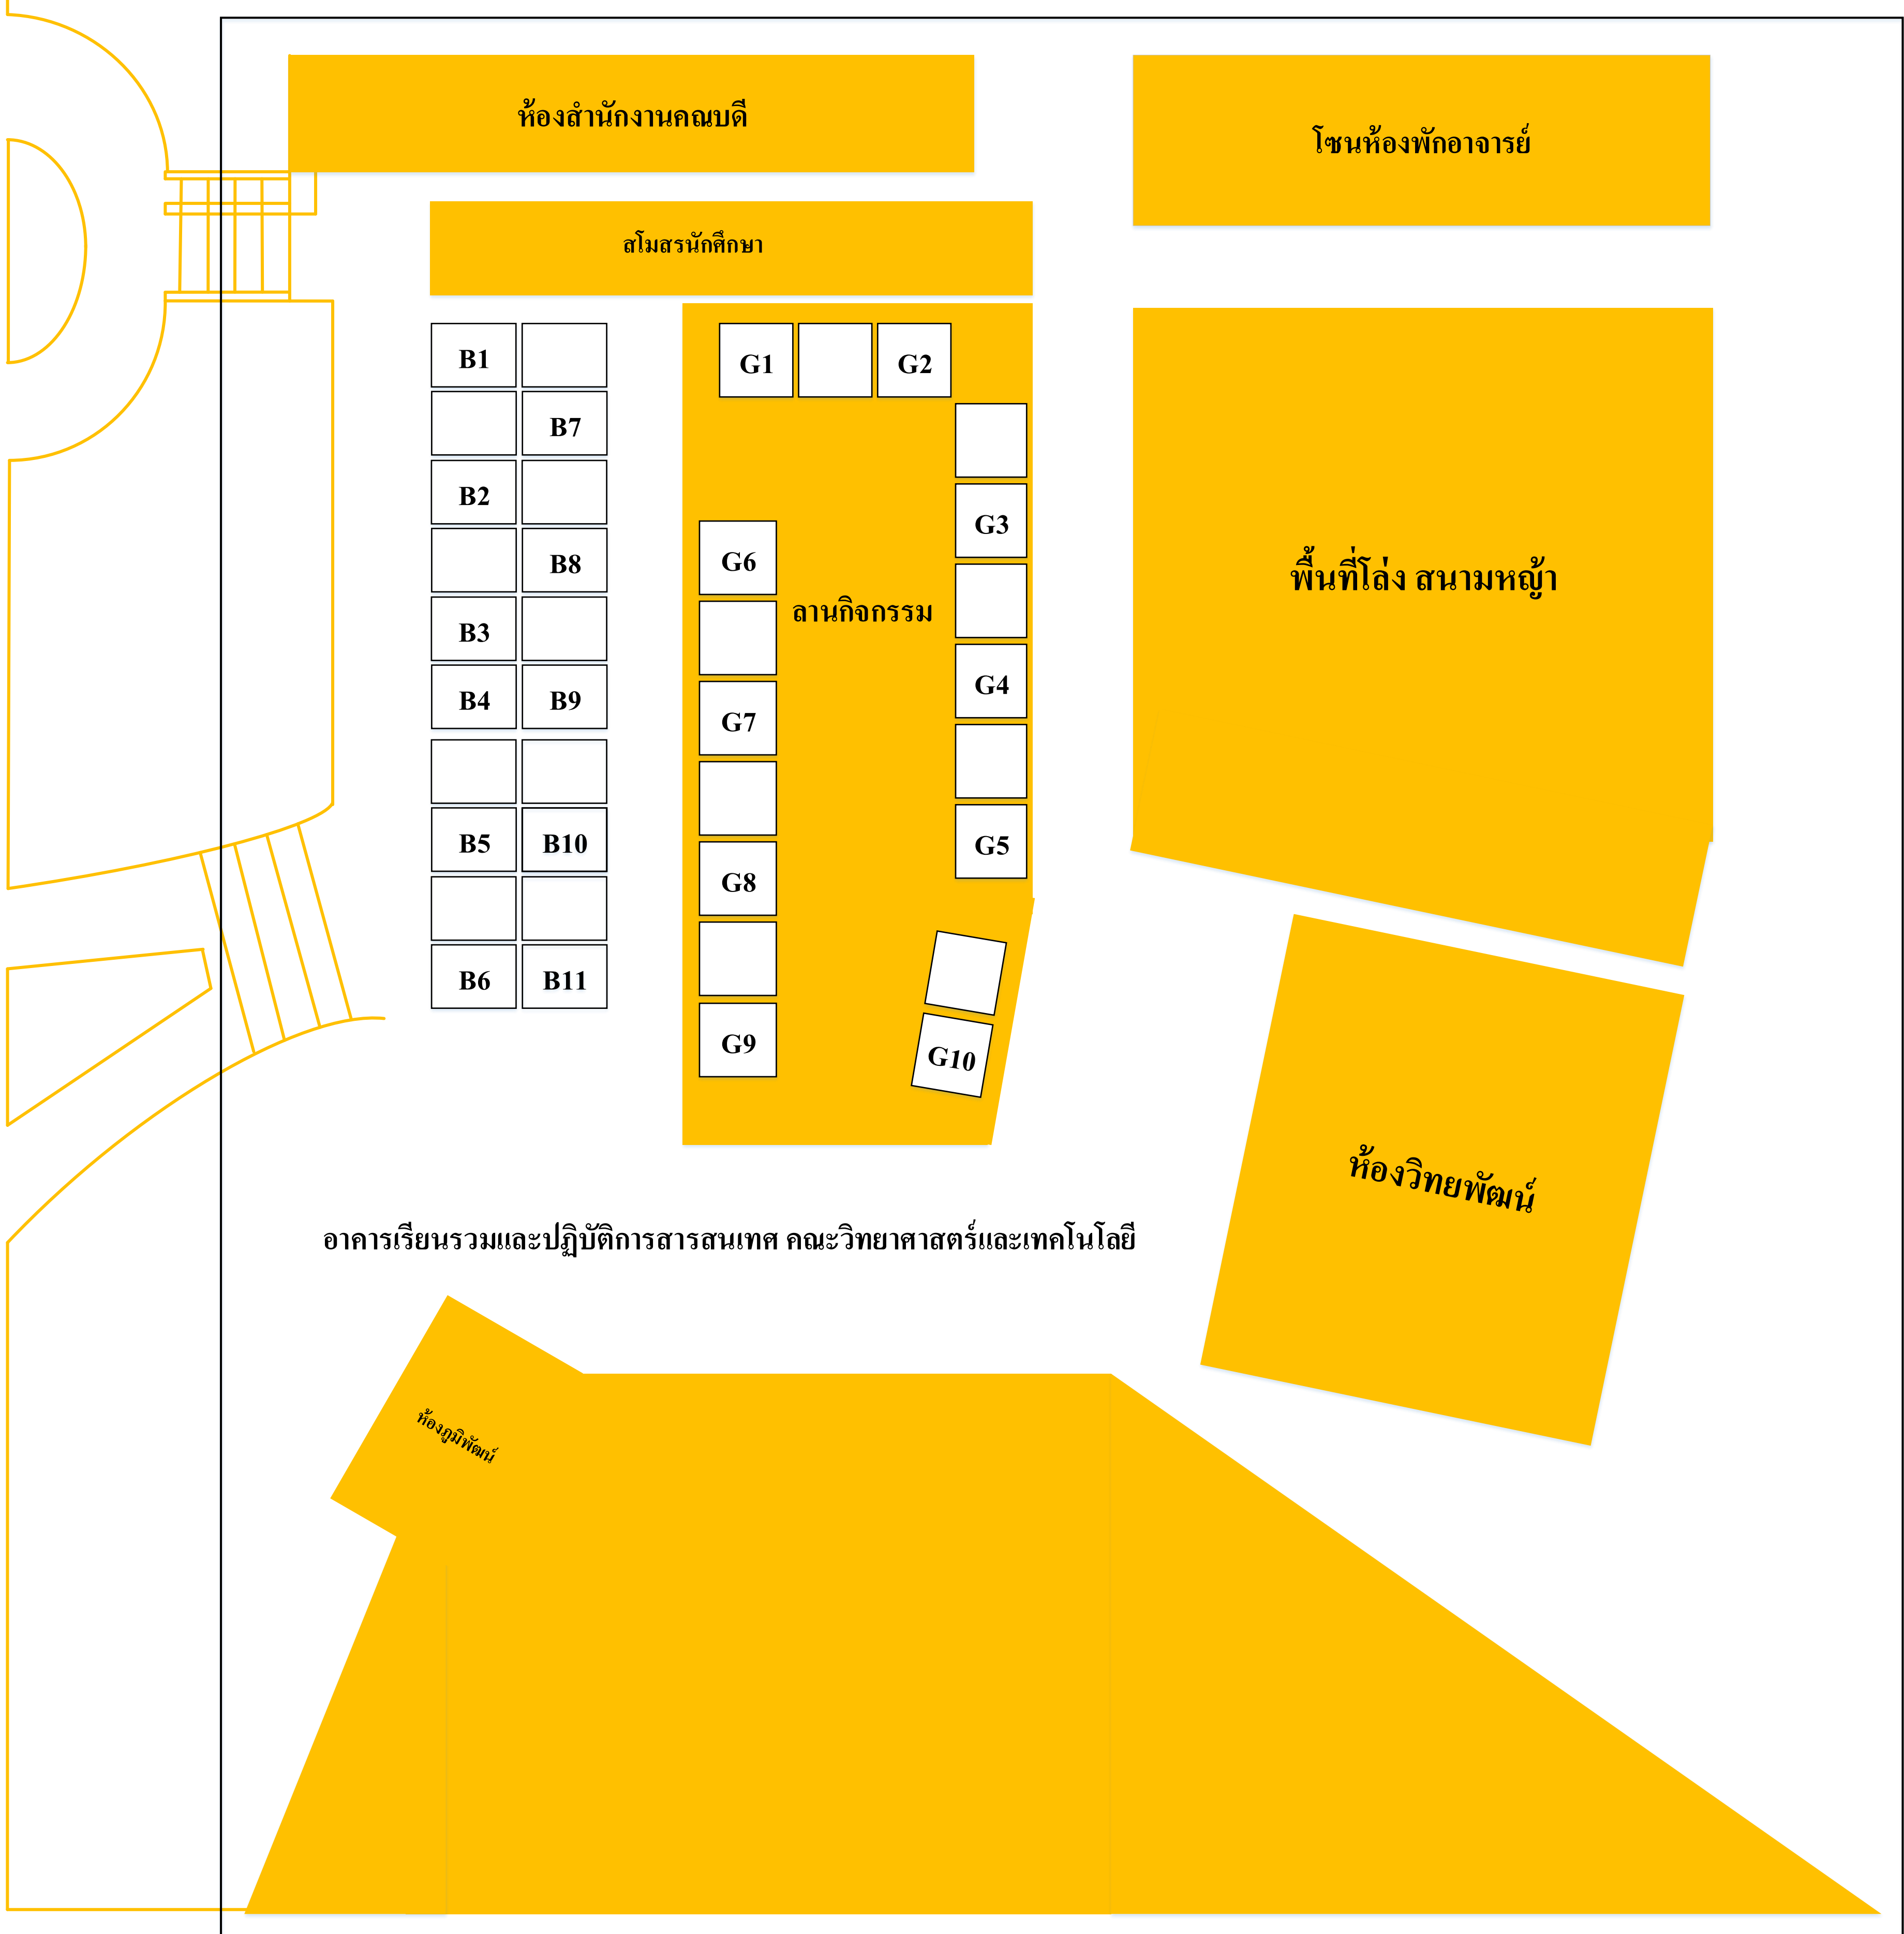 ห้องสำนักงานคณบดี
โซนห้องพักอาจารย์
สโมสรนักศึกษา
G1 G2
B1
B7
B2
G3
B8
G6
พื้นที่โล่ง สนามหญ้า
ลานกิจกรรม
B3
G4
B4 B9
G7
B5 B10
G5
G8
B6 B11
G9
G10
ห้องวิทยพัฒน์
อาคารเรียนรวมและปฏิบัติการสารสนเทศ คณะวิทยาศาสตร์และเทคโนโลยี
ห้องภูมิพัฒน์